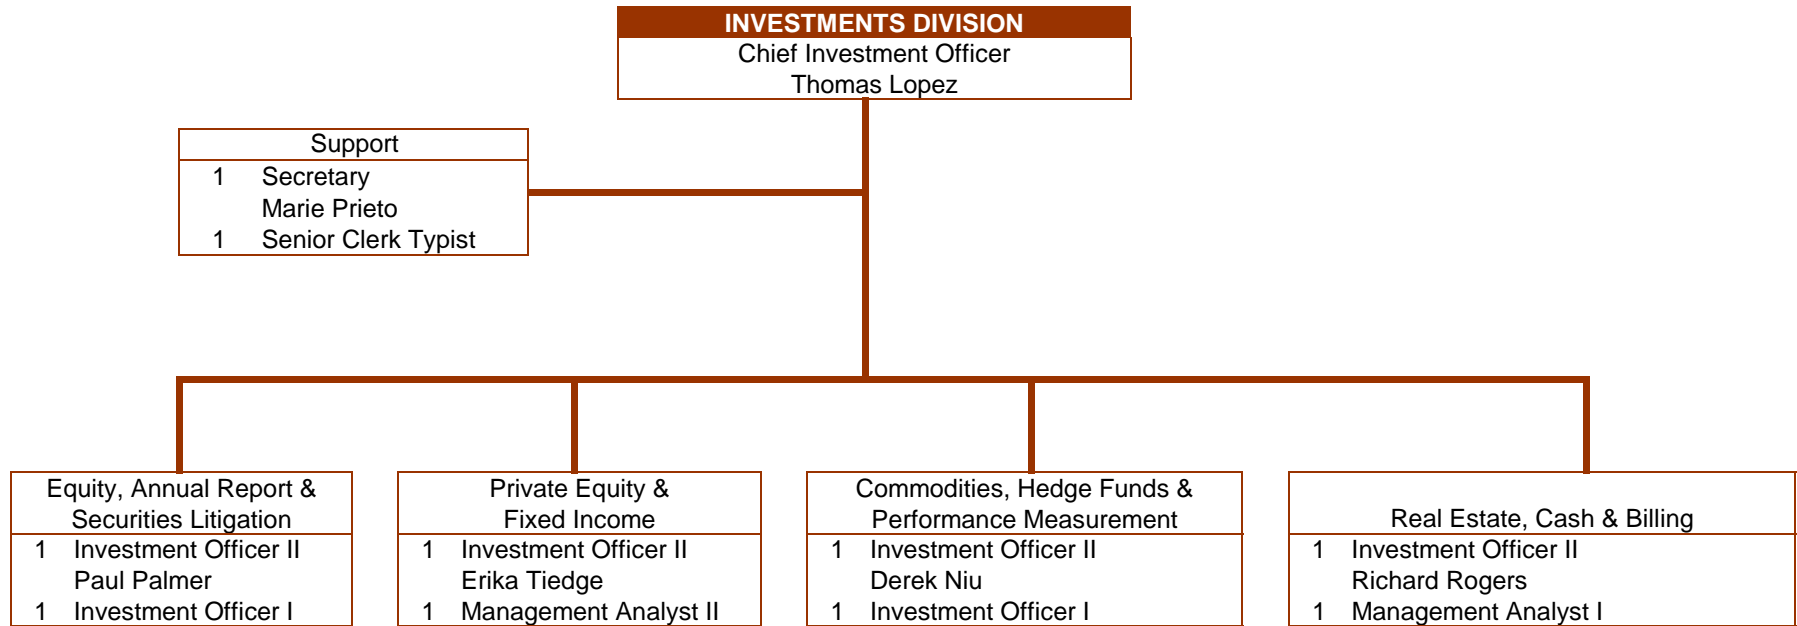 INVESTMENTS DIVISION
Chief Investment Officer
Thomas Lopez
Support
1 Secretary
Marie Prieto
1 Senior Clerk Typist
Equity, Annual Report &
Securities Litigation
1 Investment Officer II
Paul Palmer
1 Investment Officer I
Private Equity &
Fixed Income
1 Investment Officer II
Erika Tiedge
1 Management Analyst II
Commodities, Hedge Funds &
Performance Measurement
1 Investment Officer II
Derek Niu
1 Investment Officer I
Real Estate, Cash & Billing
1 Investment Officer II
Richard Rogers
1 Management Analyst I